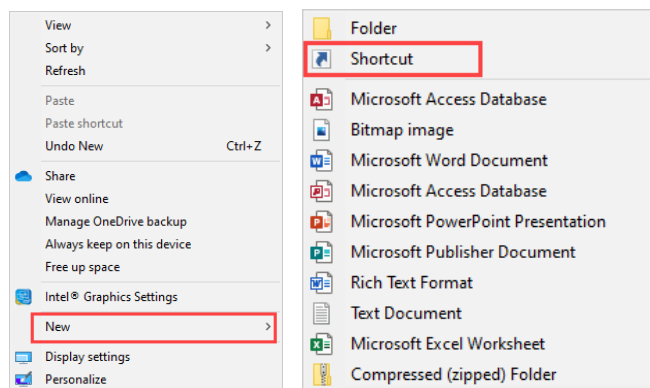 View
Sort by
Refresh
Paste
Paste shortcut
Undo New Ctrl+Z
Share
View online
Manage OneDrive backup
Always keep on this device
Free up space
Intel® Graphics Settings
New
Display settings
Personalize
Folder
Shortcut
Microsoft Access Database
Bitmap image
Microsoft Word Document
Microsoft Access Database
Microsoft PowerPoint Presentation
Microsoft Publisher Document
Rich Text Format
Text Document
Microsoft Excel Worksheet
Compressed (zipped) Folder